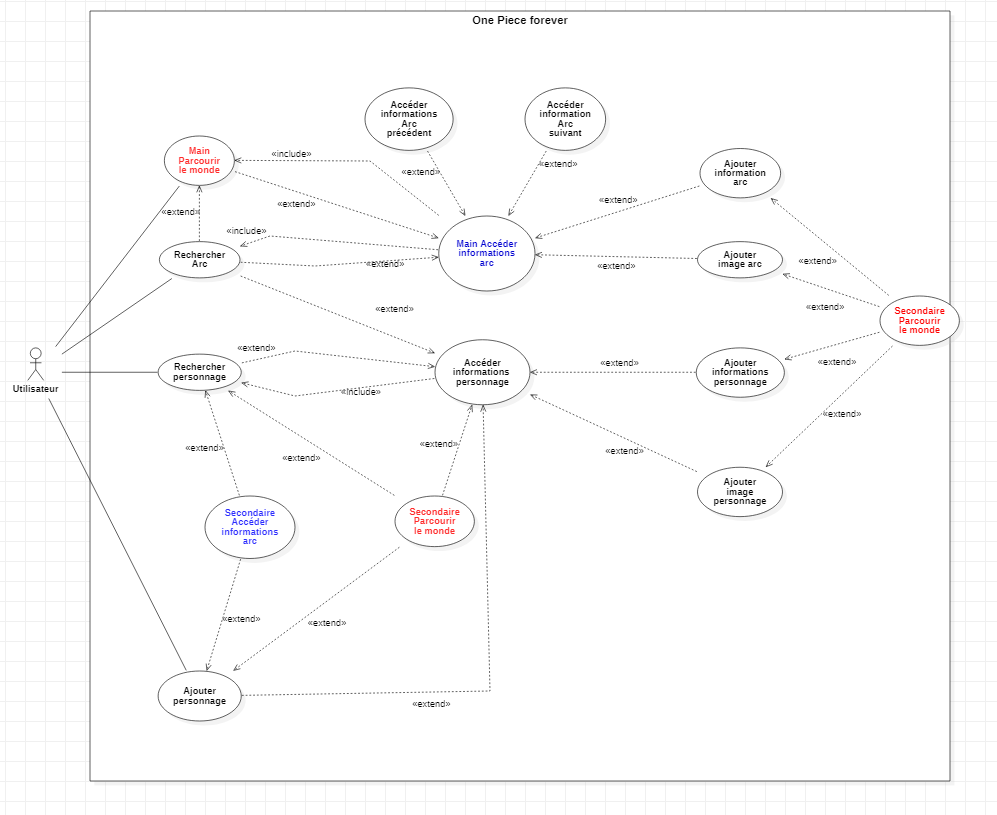 One Piece forever
Accéder
informations
Arc
précédent
Accéder
information
Arc
suivant
Main
Parcourir
le monde
«include»
«extend»
«extend»
Ajouter
information
arc
«extend»
«extend»
«extend»
«include»
Rechercher
Arc
«extend»
Main Accéder
informations
arc
«extend»
Ajouter
image arc
«extend»
«extend»
«extend»
Secondaire
Parcourir
le monde
Utilisateur
«extend»
Rechercher
personnage
«include»
Accéder
informations
personnage
«extend»
Ajouter
informations
personnage
«extend»
«extend»
«extend»
«extend»
«extend»
«extend»
Ajouter
image
personnage
Secondaire
Accéder
informations
arc
Secondaire
Parcourir
le monde
«extend»
«extend»
Ajouter
personnage
«extend»